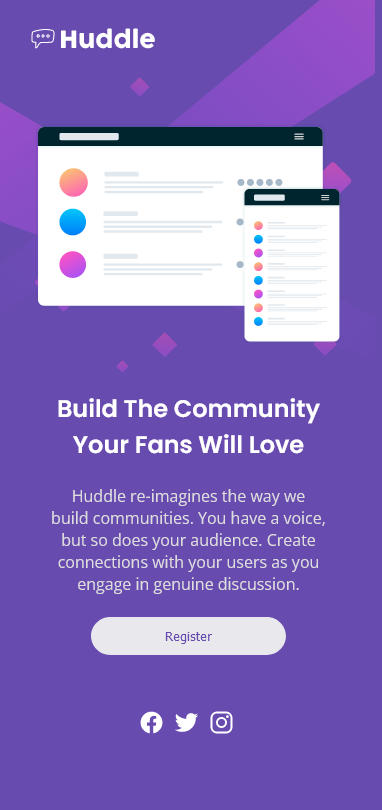 Huddle
Build The Community
Your Fans Will Love
Huddle re-imagines the way we
build communities. You have a voice,
but so does your audience. Create
connections with your users as you
engage in genuine discussion.
Register